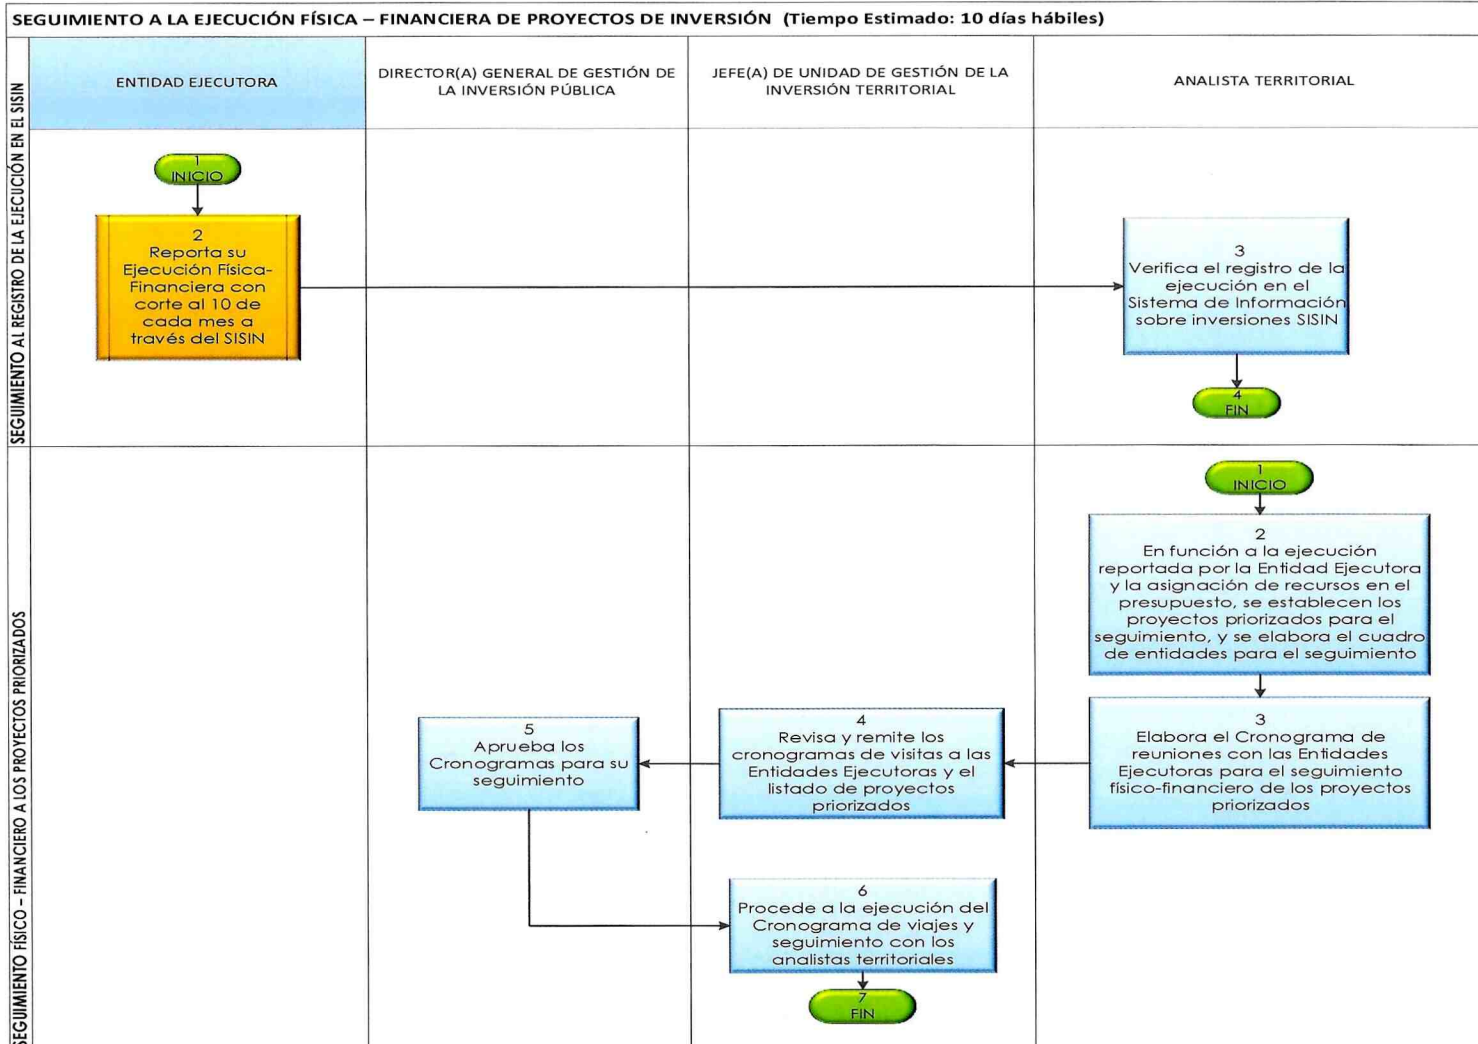 SEGUIMIENTO A LA EJECUCIÓN FÍSICA – FINANCIERA DE PROYECTOS DE INVERSIÓN (Tiempo Estimado: 10 días hábiles)
SEGUIMIENTO AL REGISTRO DE LA EJECUCIÓN EN EL SISIN
ENTIDAD EJECUTORA
DIRECTOR(A) GENERAL DE GESTIÓN DE
LA INVERSIÓN PÚBLICA
JEFE(A) DE UNIDAD DE GESTIÓN DE LA
INVERSIÓN TERRITORIAL
ANALISTA TERRITORIAL
1
INICIO
2
Reporta su
Ejecución Física-
Financiera con
corte al 10 de
cada mes a
través del SISIN
3
Verifica el registro de la
ejecución en el
Sistema de Información
sobre inversiones SISIN
4
FIN
SEGUIMIENTO FÍSICO – FINANCIERO A LOS PROYECTOS PRIORIZADOS
1
INICIO
2
En función a la ejecución
reportada por la Entidad Ejecutora
y la asignación de recursos en el
presupuesto, se establecen los
proyectos priorizados para el
seguimiento, y se elabora el cuadro
de entidades para el seguimiento
3
Elabora el Cronograma de
reuniones con las Entidades
Ejecutoras para el seguimiento
físico-financiero de los proyectos
priorizados
4
Revisa y remite los
cronogramas de visitas a las
Entidades Ejecutoras y el
listado de proyectos
priorizados
5
Aprueba los
Cronogramas para su
seguimiento
6
Procede a la ejecución del
Cronograma de viajes y
seguimiento con los
analistas territoriales
7
FIN